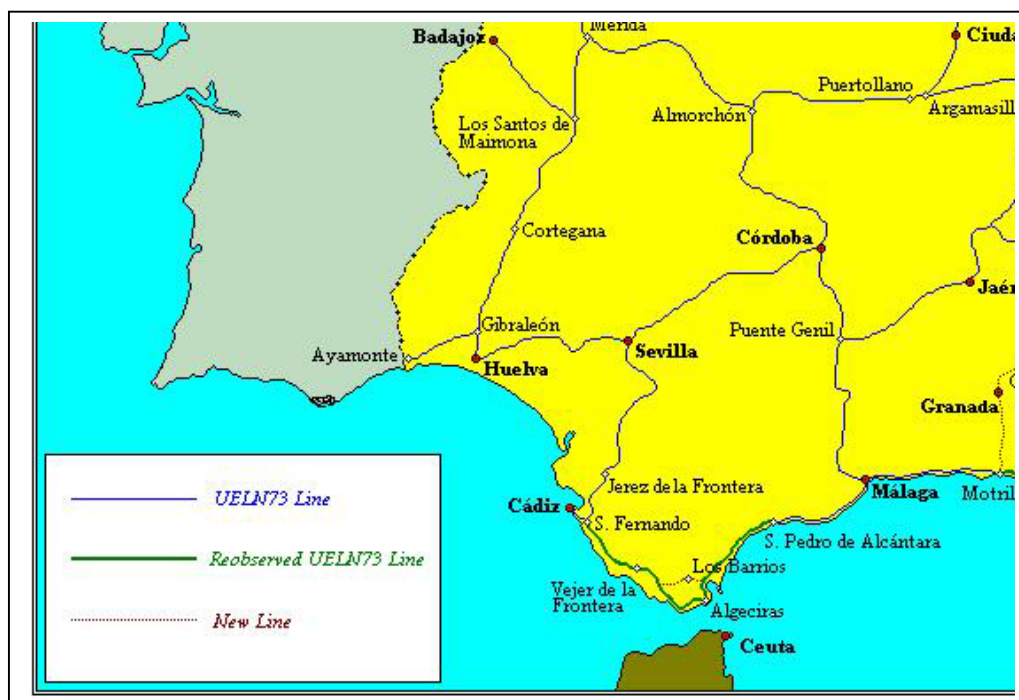 Mérida
Badajoz
Ciuda
Puertollano
Argamasill
Almorchón
Los Santos de
Maimona
Cortegana
Córdoba
Jaén
Gibraleón
Puente Genil
Ayamonte
Huelva
Sevilla
Granada
Jerez de la Frontera
Málaga
Motril
Cádiz
S. Fernando
S. Pedro de Alcántara
Los Barrios
Vejer de la
Frontera
Algeciras
Ceuta
UELN73 Line
Reobserved UELN73 Line
New Line